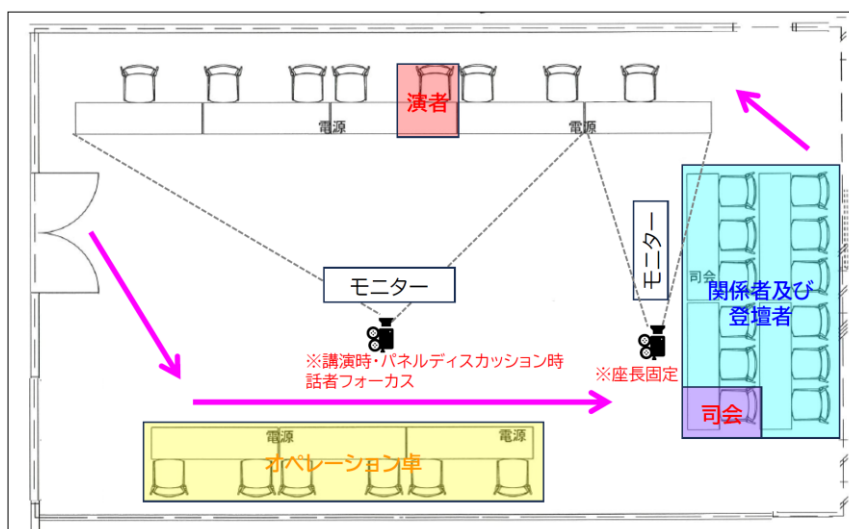 演者
電源
電源
モニター
モニター
司会
関係者及び
登壇者
※講演時・パネルディスカッション時
話者フォーカス
※座長固定
司会
電源
電源
オペレーション卓